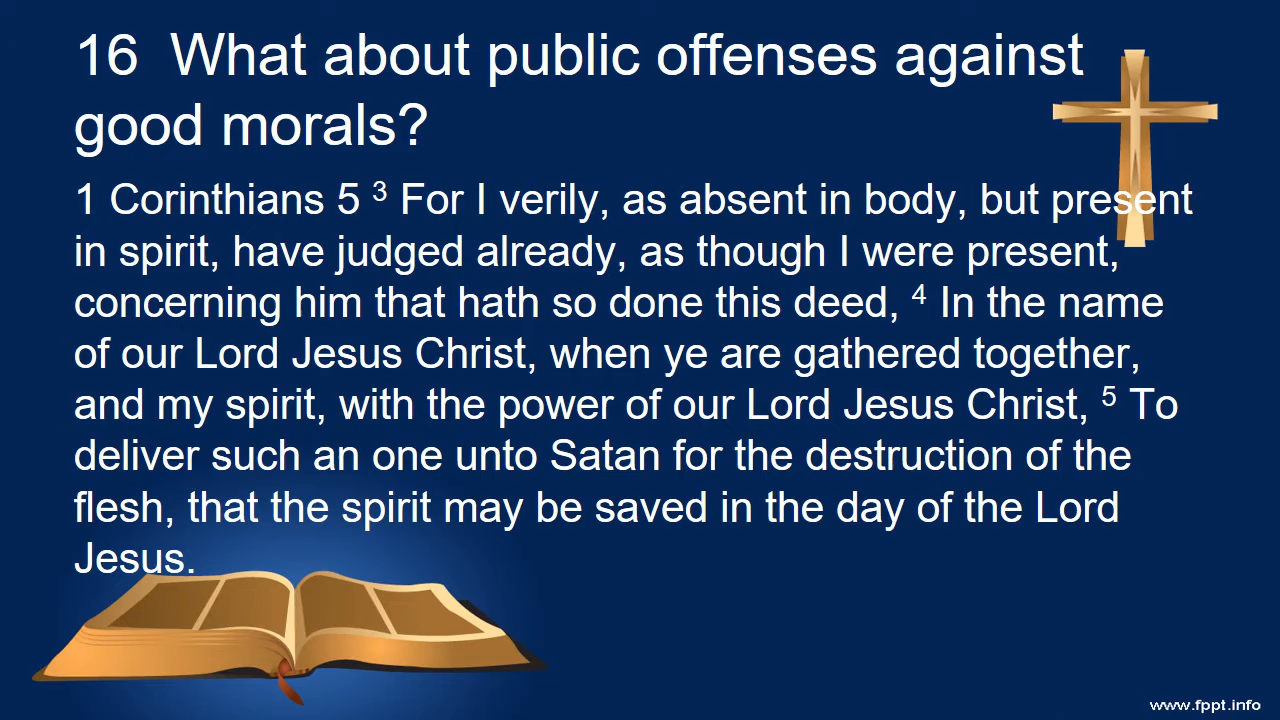 16  What about public offenses against
good morals?
1 Corinthians 5 ³ For I verily, as absent in body, but present
in spirit, have judged already, as though I were present,
concerning him that hath so done this deed, ⁴ In the name
of our Lord Jesus Christ, when ye are gathered together,
and my spirit, with the power of our Lord Jesus Christ, ⁵ To
deliver such an one unto Satan for the destruction of the
flesh, that the spirit may be saved in the day of the Lord
Jesus.
www.fppt.info